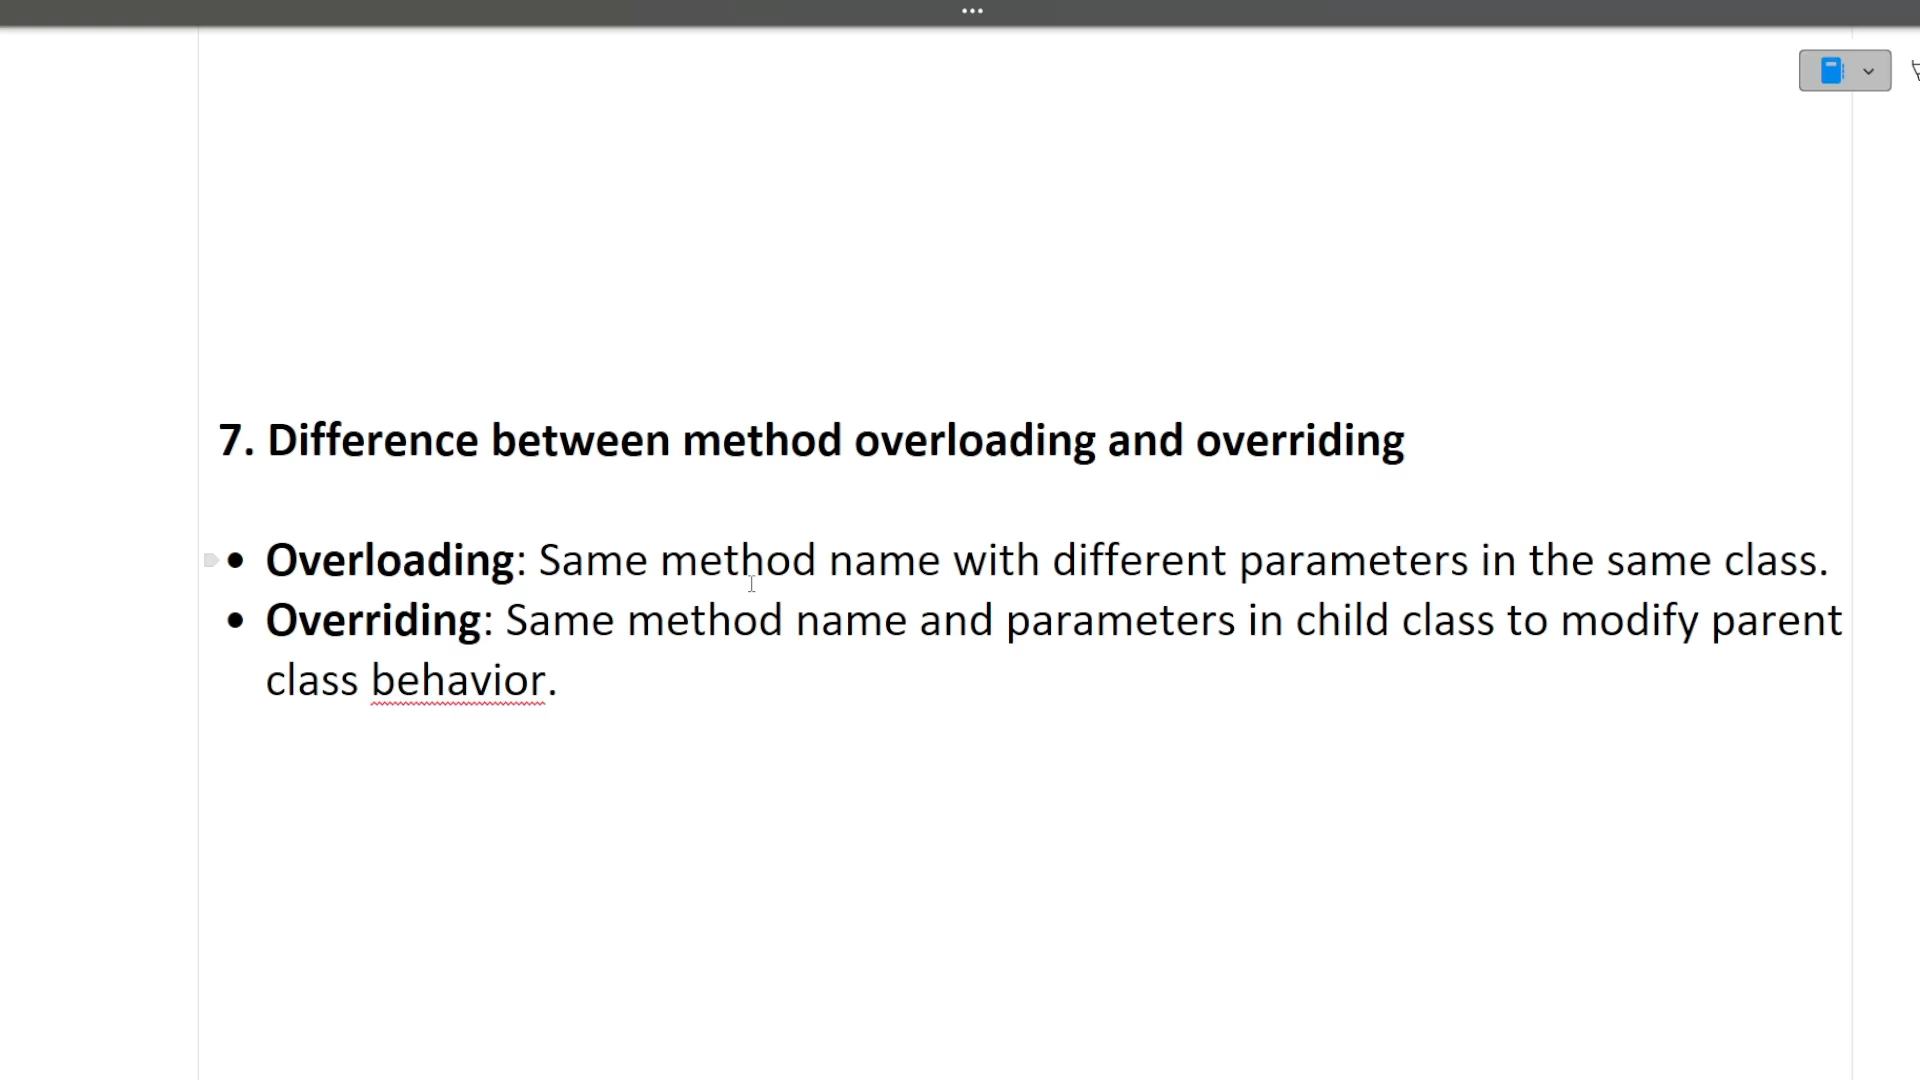 7. Difference between method overloading and overriding
• Overloading: Same method name with different parameters in the same class.
• Overriding: Same method name and parameters in child class to modify parent
class behavior.